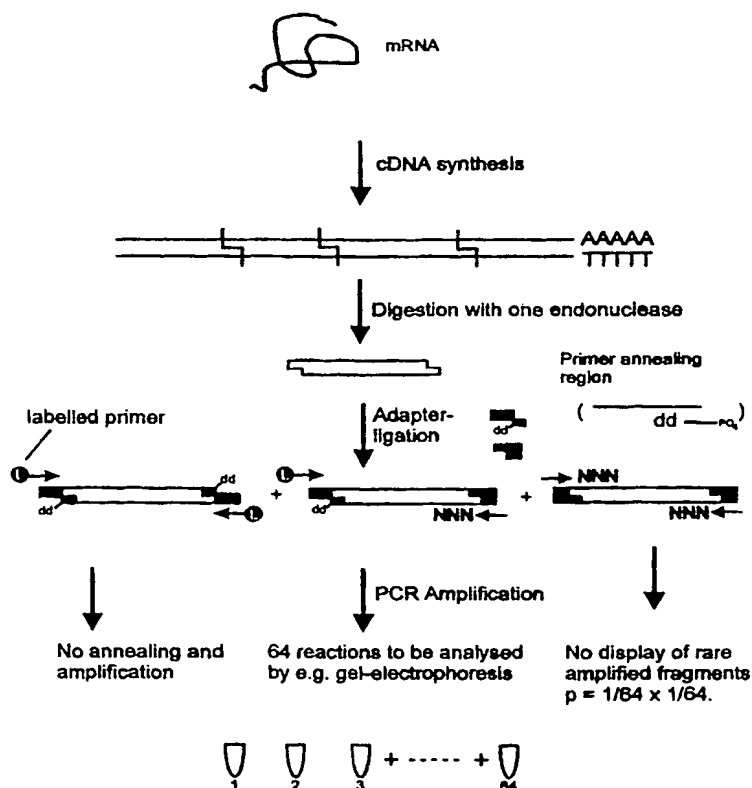 mRNA
cDNA synthesis
AAAAA
TTTTT
Digestion with one endonuclease
Primer annealing
region
labelled primer
Adapter-
ligation
dd
( dd PO4 )
L
dd
dd
+
L
dd
NNN
+
NNN
NNN
L
PCR Amplification
No annealing and
amplification
64 reactions to be analysed
by e.g. gel-electrophoresis
No display of rare
amplified fragments
p = 1/64 x 1/64.
+ ----- +
1 2 3 64